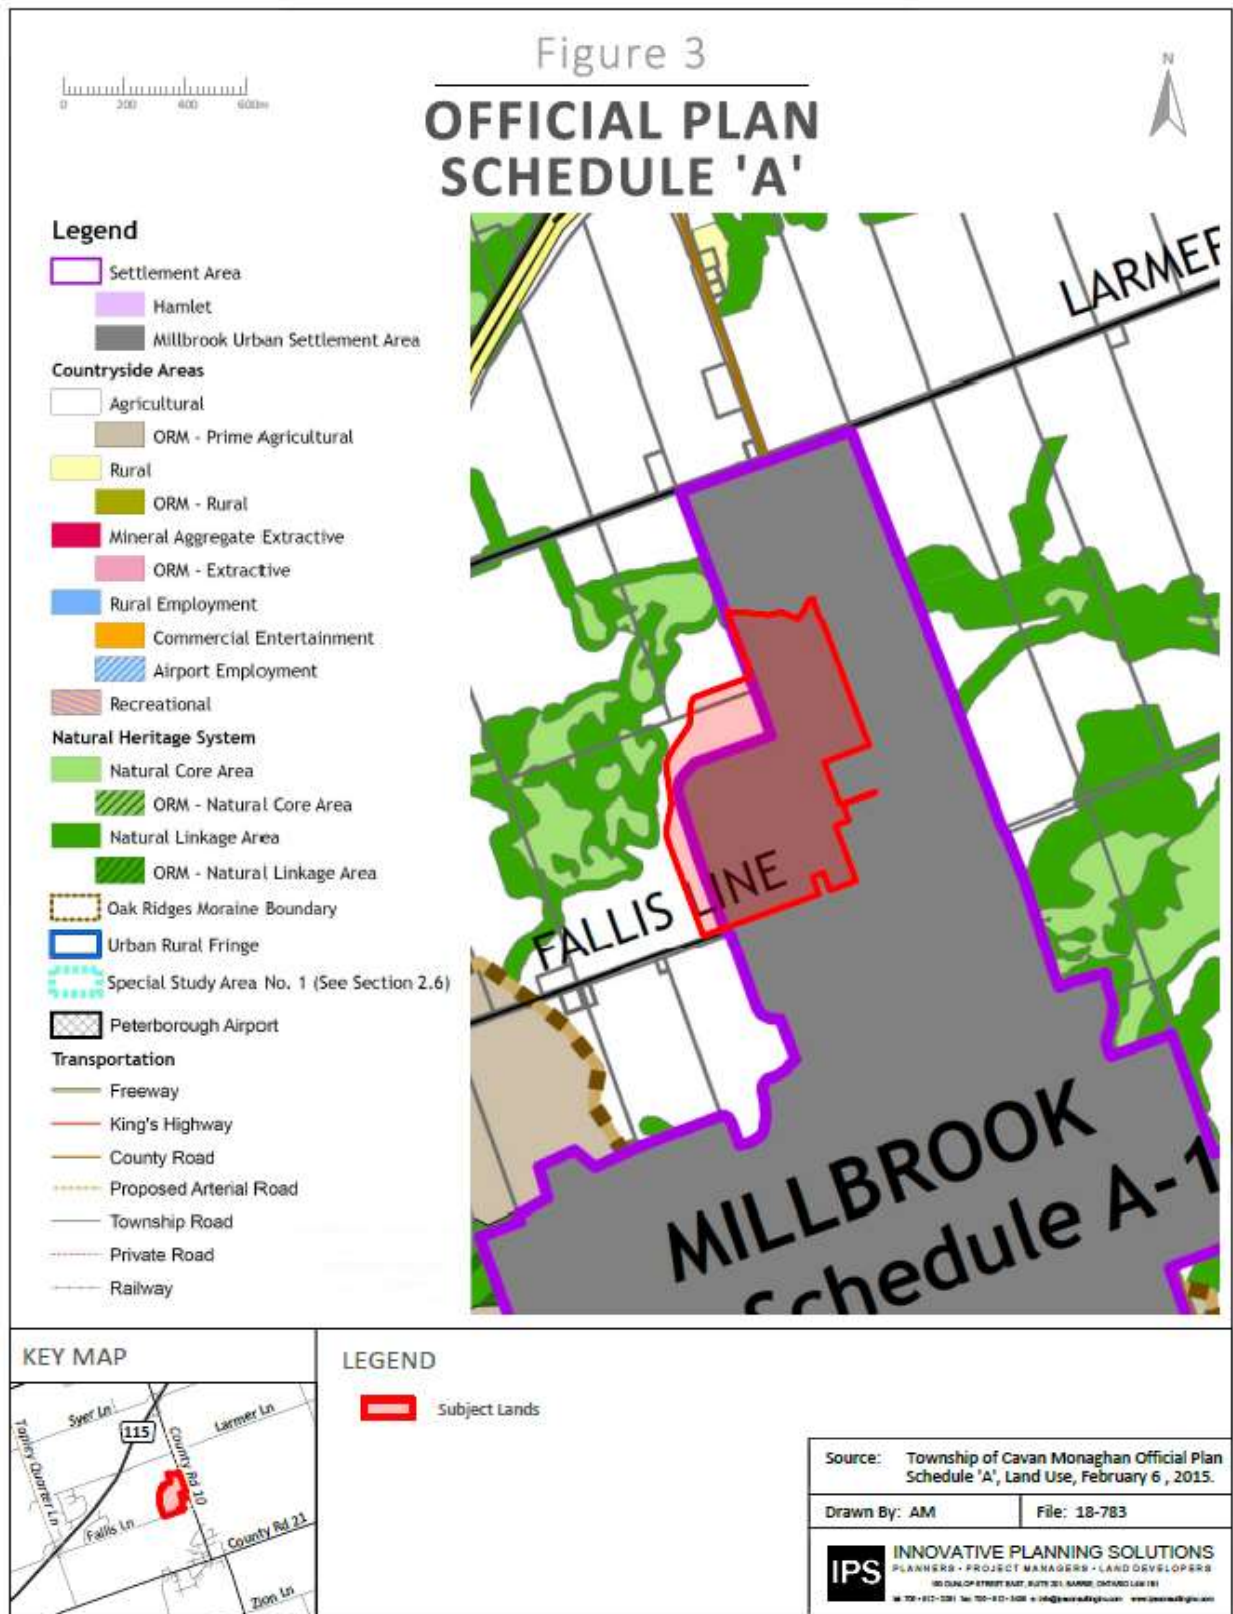 Figure 3
OFFICIAL PLAN
SCHEDULE 'A'
0 200 400 600m
N
Legend
Settlement Area
Hamlet
Millbrook Urban Settlement Area
Countryside Areas
Agricultural
ORM - Prime Agricultural
Rural
ORM - Rural
Mineral Aggregate Extractive
ORM - Extractive
Rural Employment
Commercial Entertainment
Airport Employment
Recreational
Natural Heritage System
Natural Core Area
ORM - Natural Core Area
Natural Linkage Area
ORM - Natural Linkage Area
Oak Ridges Moraine Boundary
Urban Rural Fringe
Special Study Area No. 1 (See Section 2.6)
Peterborough Airport
Transportation
Freeway
King's Highway
County Road
Proposed Arterial Road
Township Road
Private Road
Railway
LARMER
FALLIS LINE
MILLBROOK
Schedule A-1
KEY MAP
Syer Ln
115
Larmer Ln
County Rd 10
Tapley Quarter Ln
Fallis Ln
County Rd 21
Zion Ln
LEGEND
Subject Lands
Source: Township of Cavan Monaghan Official Plan
Schedule 'A', Land Use, February 6 , 2015.
Drawn By: AM
File: 18-783
IPS
INNOVATIVE PLANNING SOLUTIONS
PLANNERS • PROJECT MANAGERS • LAND DEVELOPERS